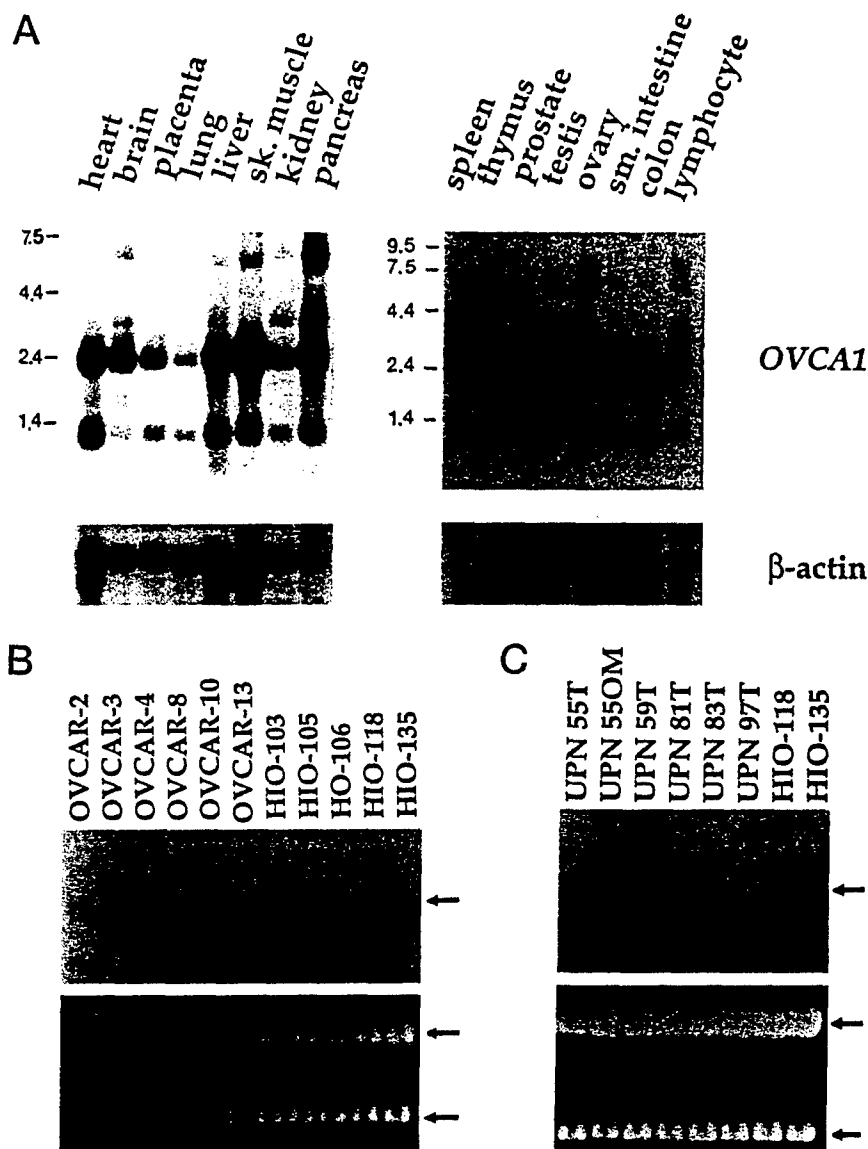 A
heart
brain
placenta
lung
liver
sk. muscle
kidney
pancreas
spleen
thymus
prostate
testis
ovary
sm. intestine
colon
lymphocyte
7.5
4.4
2.4
1.4
9.5
7.5
4.4
2.4
1.4
OVCA1
β-actin
B
OVCAR-2
OVCAR-3
OVCAR-4
OVCAR-8
OVCAR-10
OVCAR-13
HIO-103
HIO-105
HO-106
HIO-118
HIO-135
C
UPN 55T
UPN 55OM
UPN 59T
UPN 81T
UPN 83T
UPN 97T
HIO-118
HIO-135